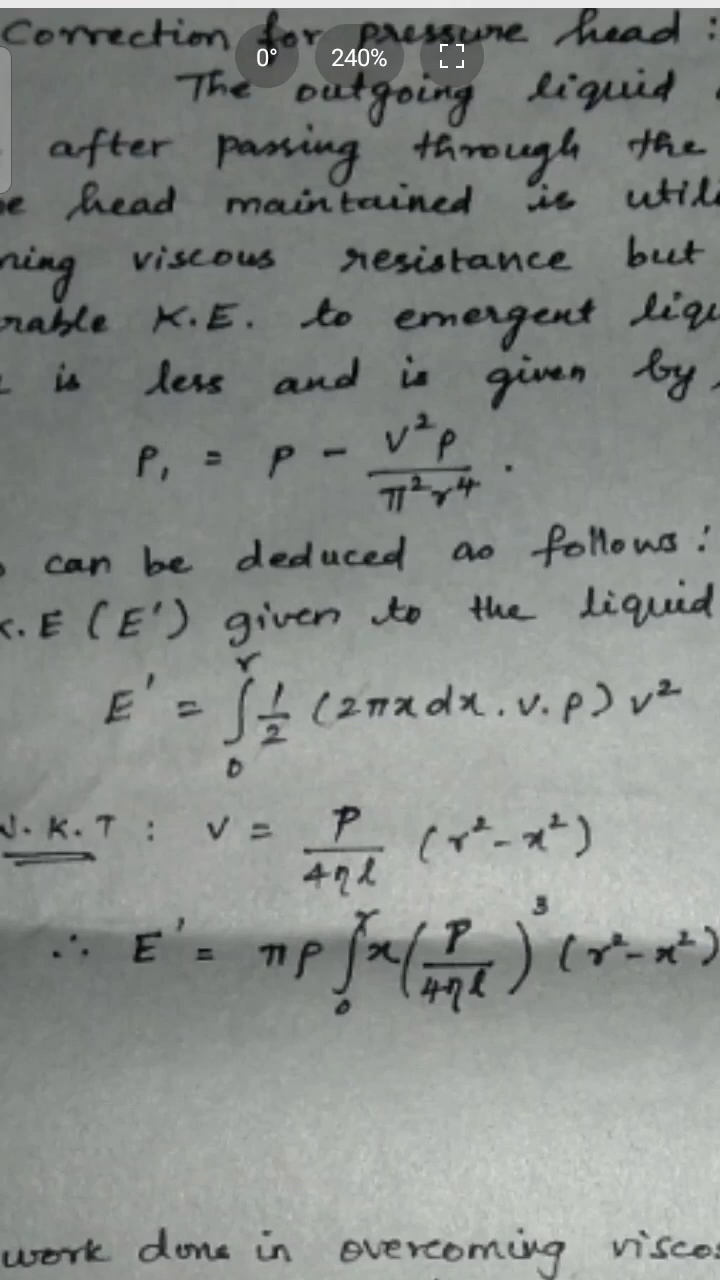 Correction for pressure head :
0° 240%
The outgoing liquid
after passing through the
head maintained is
viscous resistance but
K.E. to emergent
is less and is given by,
P₁ = P - V²ρ / π²r⁴ .
can be deduced as follows :
K.E (E') given to the liquid
E' = ∫₀ʳ ½ (2πxdx. v. ρ) v²
W.K.T : v = P / 4ηl (r² - x²)
∴ E' = πρ ∫₀ʳ x (P / 4ηl)³ (r² - x²)
work done in overcoming